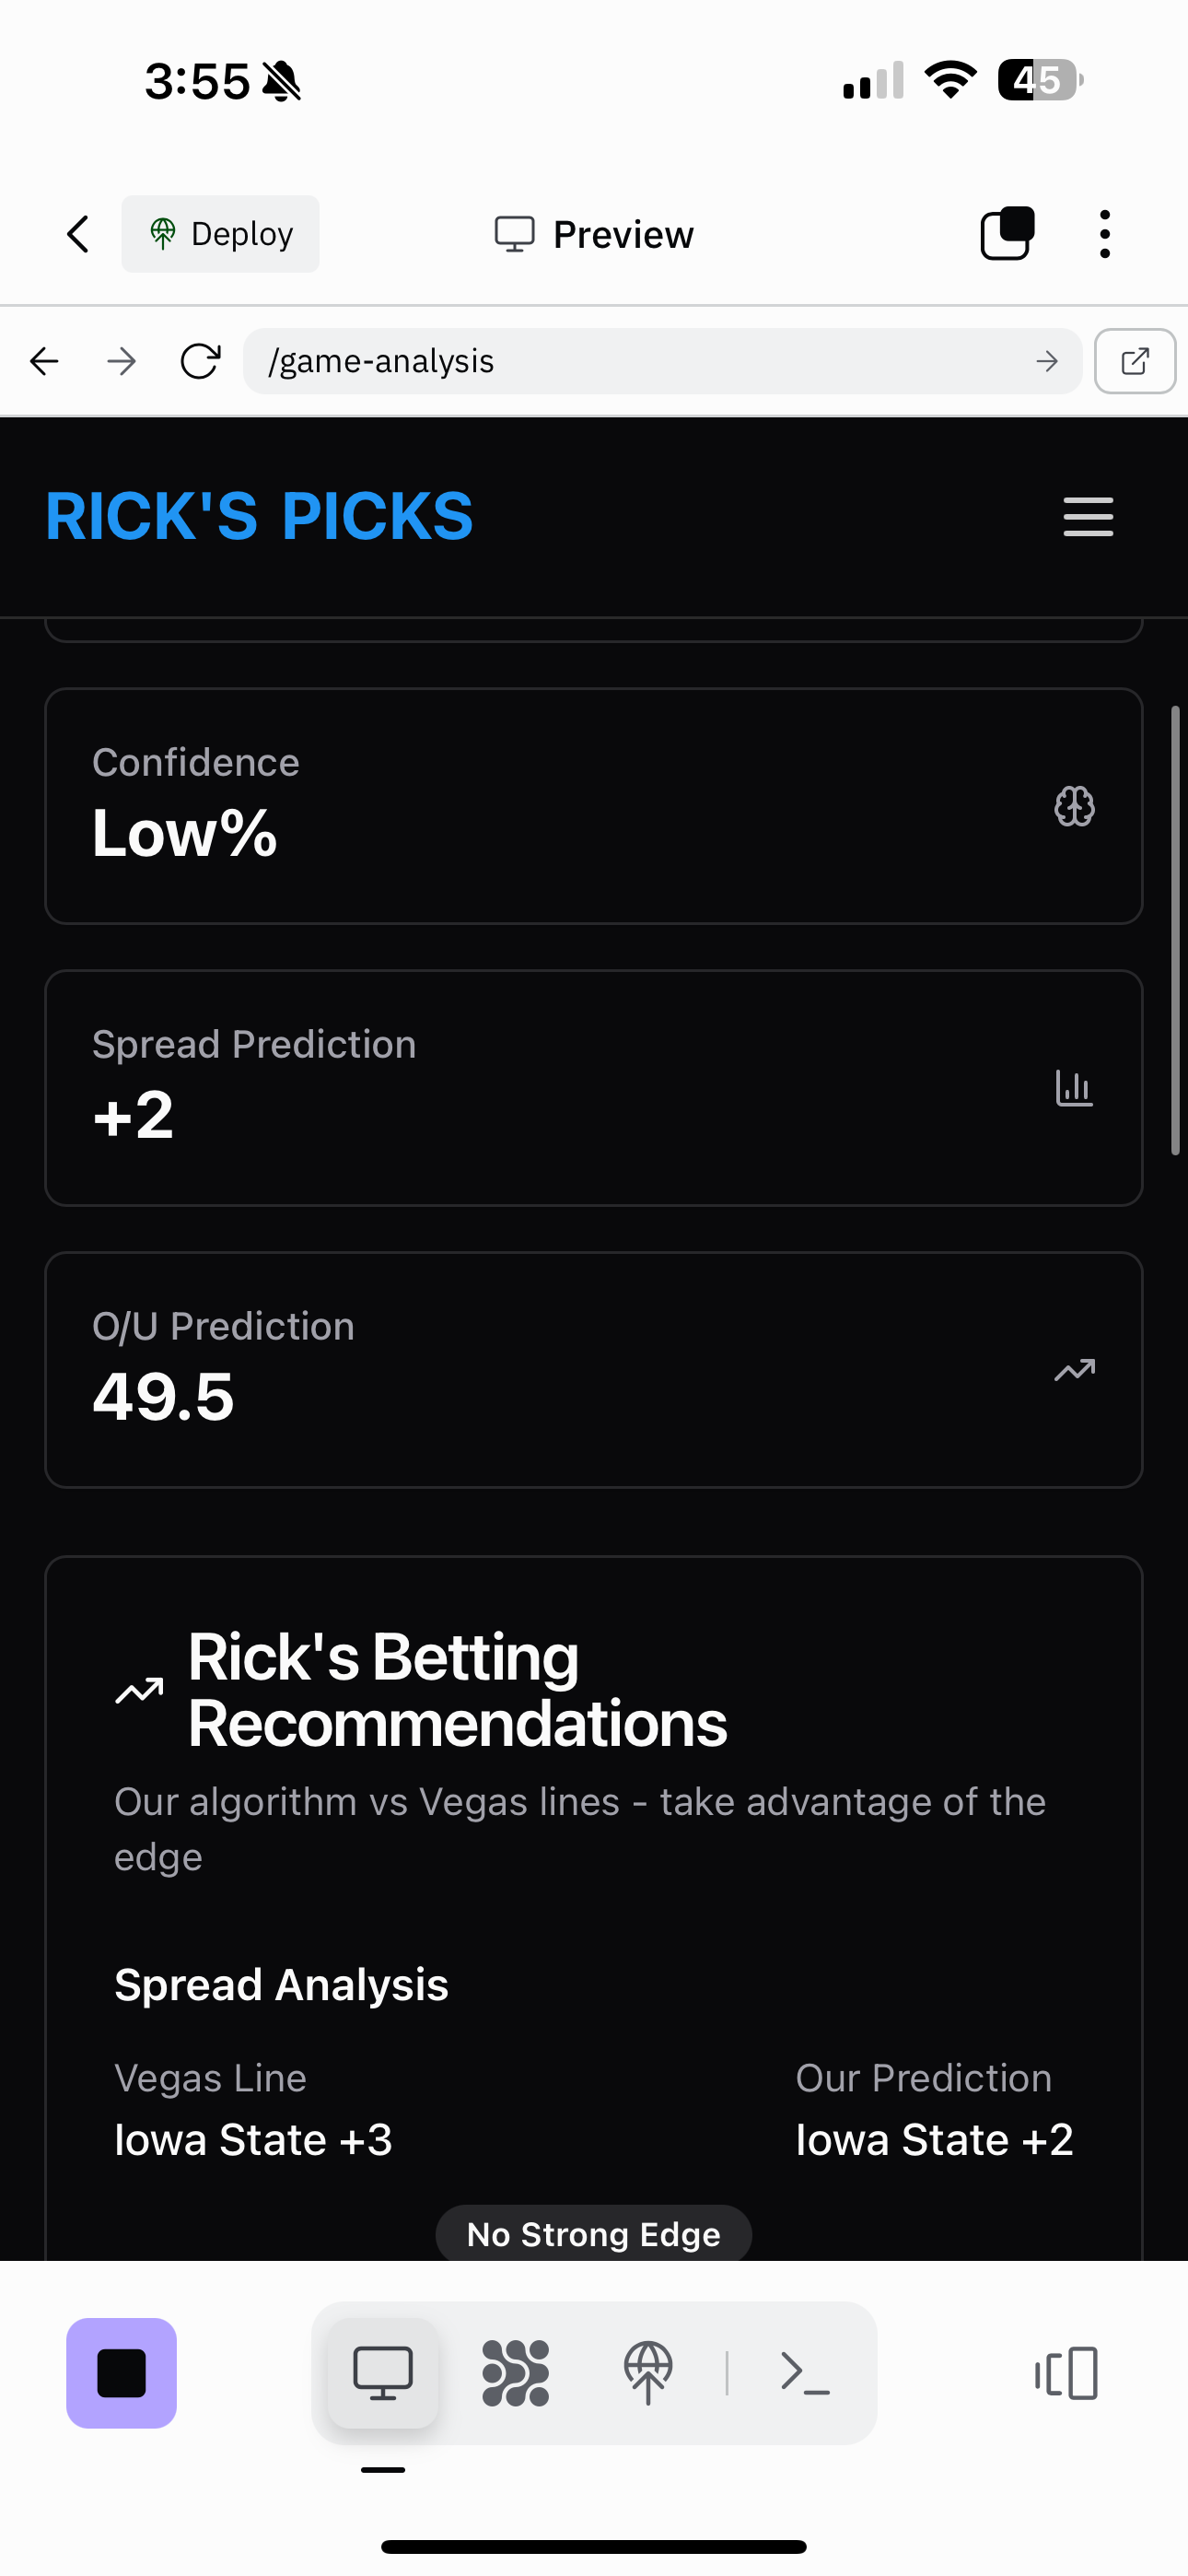 3:55
45
Deploy
Preview
/game-analysis
RICK'S PICKS
Confidence
Low%
Spread Prediction
+2
O/U Prediction
49.5
Rick's Betting
Recommendations
Our algorithm vs Vegas lines - take advantage of the
edge
Spread Analysis
Vegas Line
Our Prediction
Iowa State +3
Iowa State +2
No Strong Edge